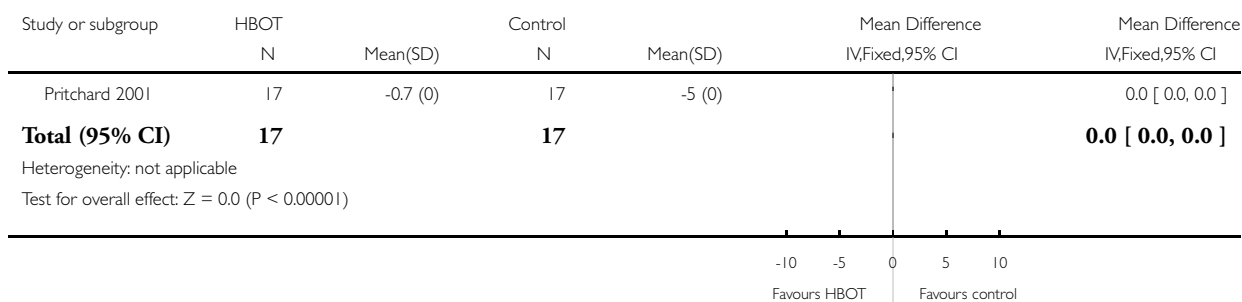 Study or subgroup HBOT Control Mean Difference Mean Difference
N Mean(SD) N Mean(SD) IV,Fixed,95% CI IV,Fixed,95% CI
Pritchard 2001 17 -0.7 (0) 17 -5 (0) 0.0 [ 0.0, 0.0 ]
Total (95% CI) 17 17 0.0 [ 0.0, 0.0 ]
Heterogeneity: not applicable
Test for overall effect: Z = 0.0 (P < 0.00001)
-10 -5 0 5 10
Favours HBOT Favours control